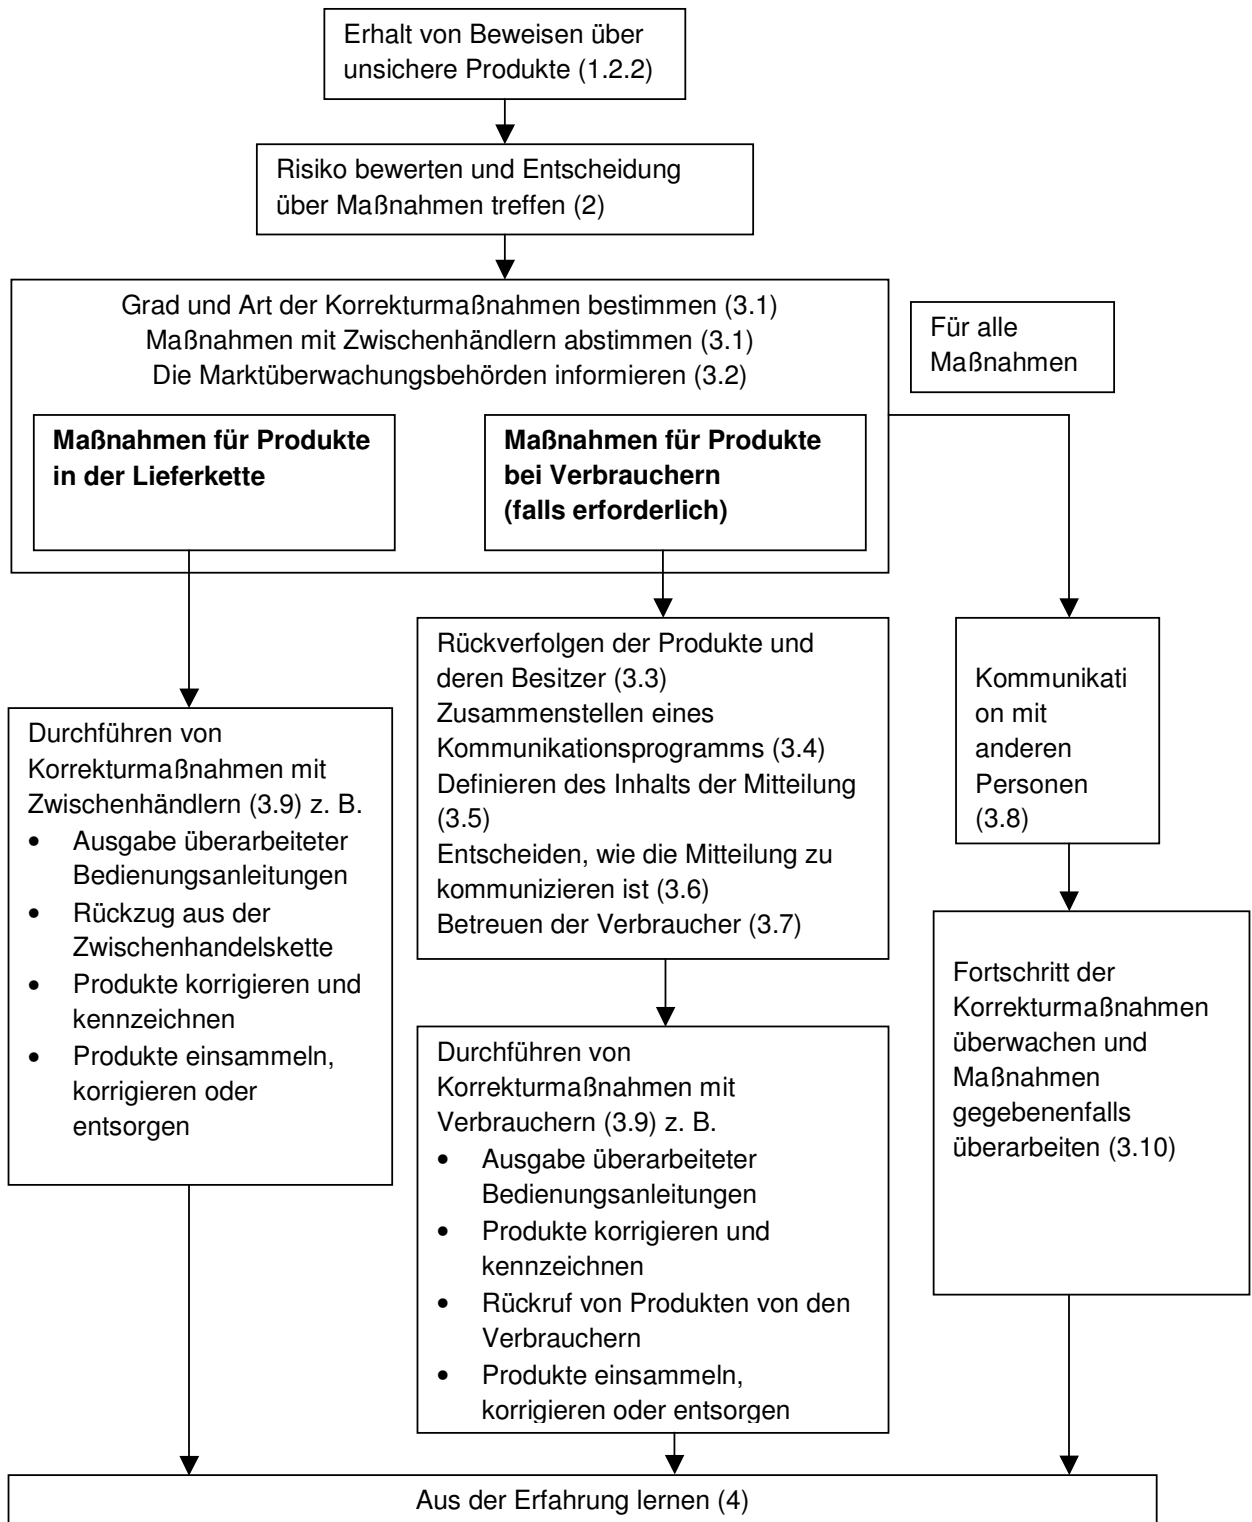 Erhalt von Beweisen über
unsichere Produkte (1.2.2)
Risiko bewerten und Entscheidung
über Maßnahmen treffen (2)
Grad und Art der Korrekturmaßnahmen bestimmen (3.1)
Maßnahmen mit Zwischenhändlern abstimmen (3.1)
Die Marktüberwachungsbehörden informieren (3.2)
Für alle
Maßnahmen
Maßnahmen für Produkte
in der Lieferkette
Maßnahmen für Produkte
bei Verbrauchern
(falls erforderlich)
Durchführen von
Korrekturmaßnahmen mit
Zwischenhändlern (3.9) z. B.
• Ausgabe überarbeiteter
Bedienungsanleitungen
• Rückzug aus der
Zwischenhandelskette
• Produkte korrigieren und
kennzeichnen
• Produkte einsammeln,
korrigieren oder
entsorgen
Rückverfolgen der Produkte und
deren Besitzer (3.3)
Zusammenstellen eines
Kommunikationsprogramms (3.4)
Definieren des Inhalts der Mitteilung
(3.5)
Entscheiden, wie die Mitteilung zu
kommunizieren ist (3.6)
Betreuen der Verbraucher (3.7)
Durchführen von
Korrekturmaßnahmen mit
Verbrauchern (3.9) z. B.
• Ausgabe überarbeiteter
Bedienungsanleitungen
• Produkte korrigieren und
kennzeichnen
• Rückruf von Produkten von den
Verbrauchern
• Produkte einsammeln,
korrigieren oder entsorgen
Kommunikati
on mit
anderen
Personen
(3.8)
Fortschritt der
Korrekturmaßnahmen
überwachen und
Maßnahmen
gegebenenfalls
überarbeiten (3.10)
Aus der Erfahrung lernen (4)